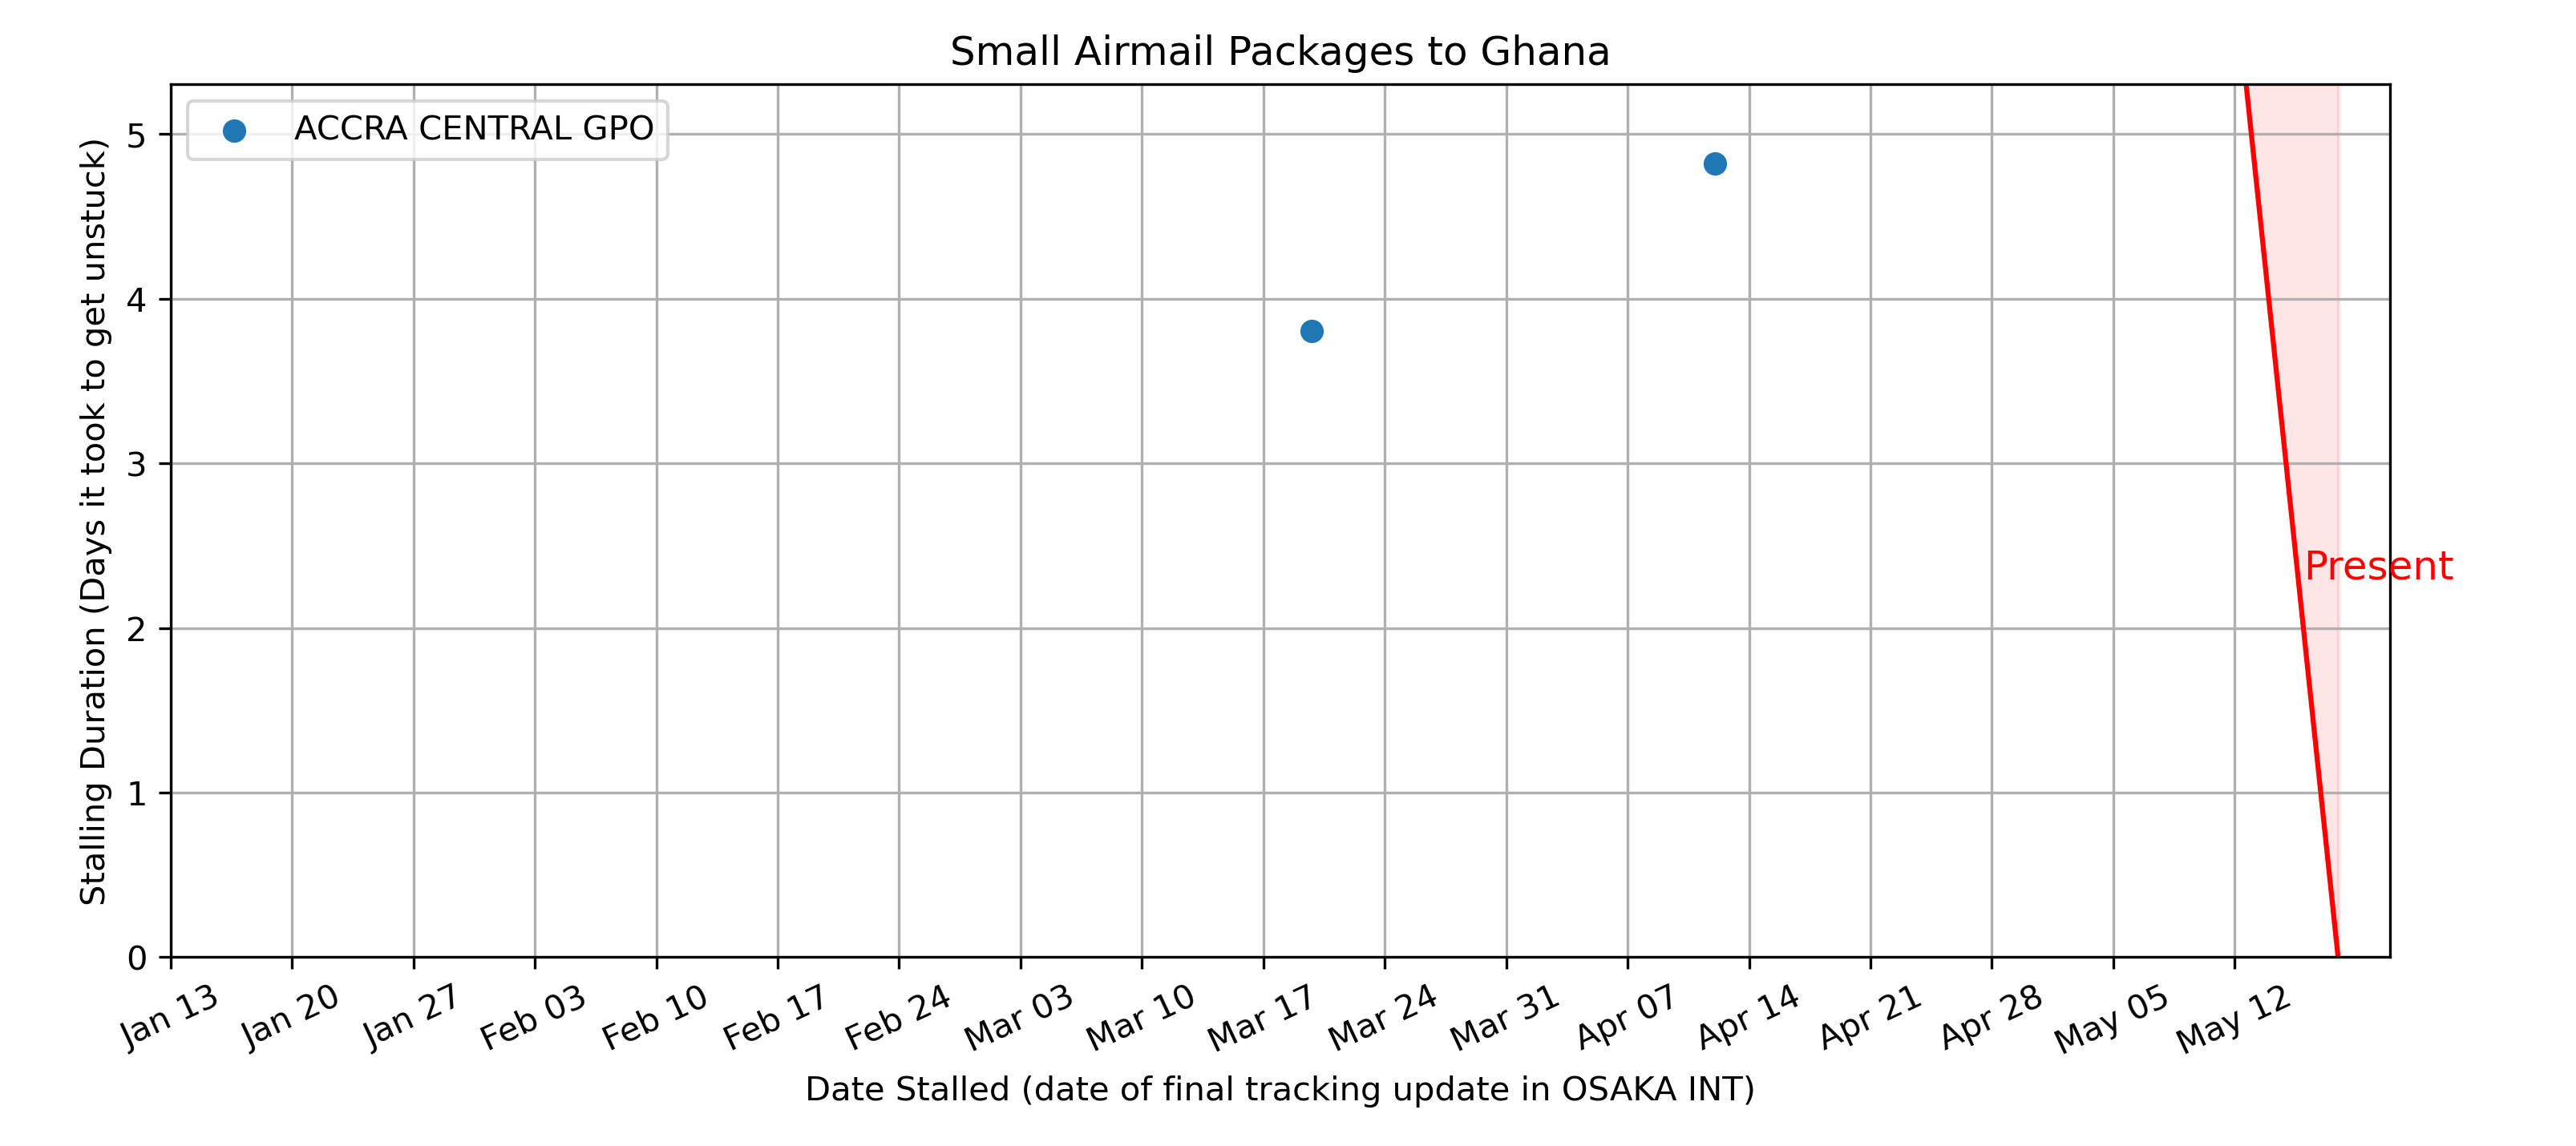 Small Airmail Packages to Ghana
ACCRA CENTRAL GPO
Stalling Duration (Days it took to get unstuck)
5
4
3
2
1
0
Present
Jan 13 Jan 20 Jan 27 Feb 03 Feb 10 Feb 17 Feb 24 Mar 03 Mar 10 Mar 17 Mar 24 Mar 31 Apr 07 Apr 14 Apr 21 Apr 28 May 05 May 12
Date Stalled (date of final tracking update in OSAKA INT)